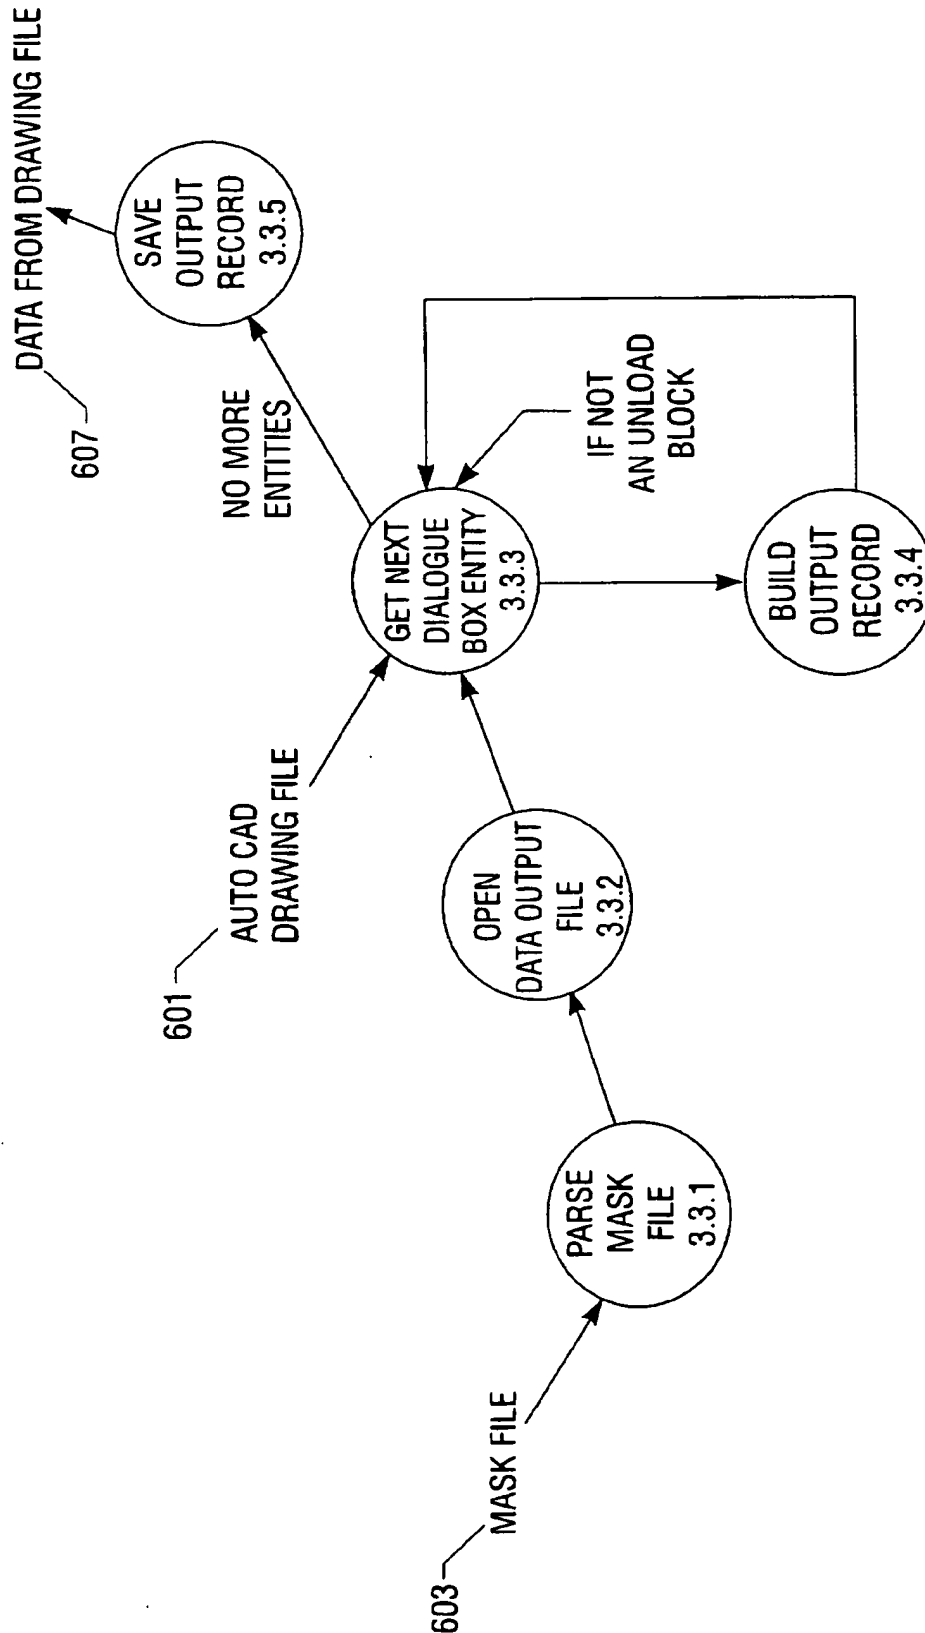 603
MASK FILE
PARSE
MASK
FILE
3.3.1
OPEN
DATA OUTPUT
FILE
3.3.2
601
AUTO CAD
DRAWING FILE
GET NEXT
DIALOGUE
BOX ENTITY
3.3.3
IF NOT
AN UNLOAD
BLOCK
BUILD
OUTPUT
RECORD
3.3.4
NO MORE
ENTITIES
SAVE
OUTPUT
RECORD
3.3.5
607
DATA FROM DRAWING FILE